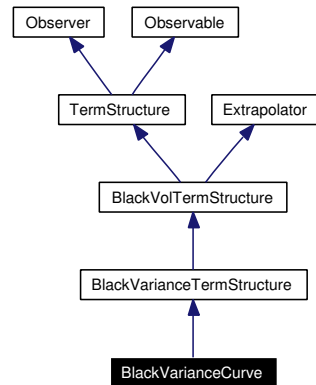 Observer
Observable
TermStructure
Extrapolator
BlackVolTermStructure
BlackVarianceTermStructure
BlackVarianceCurve